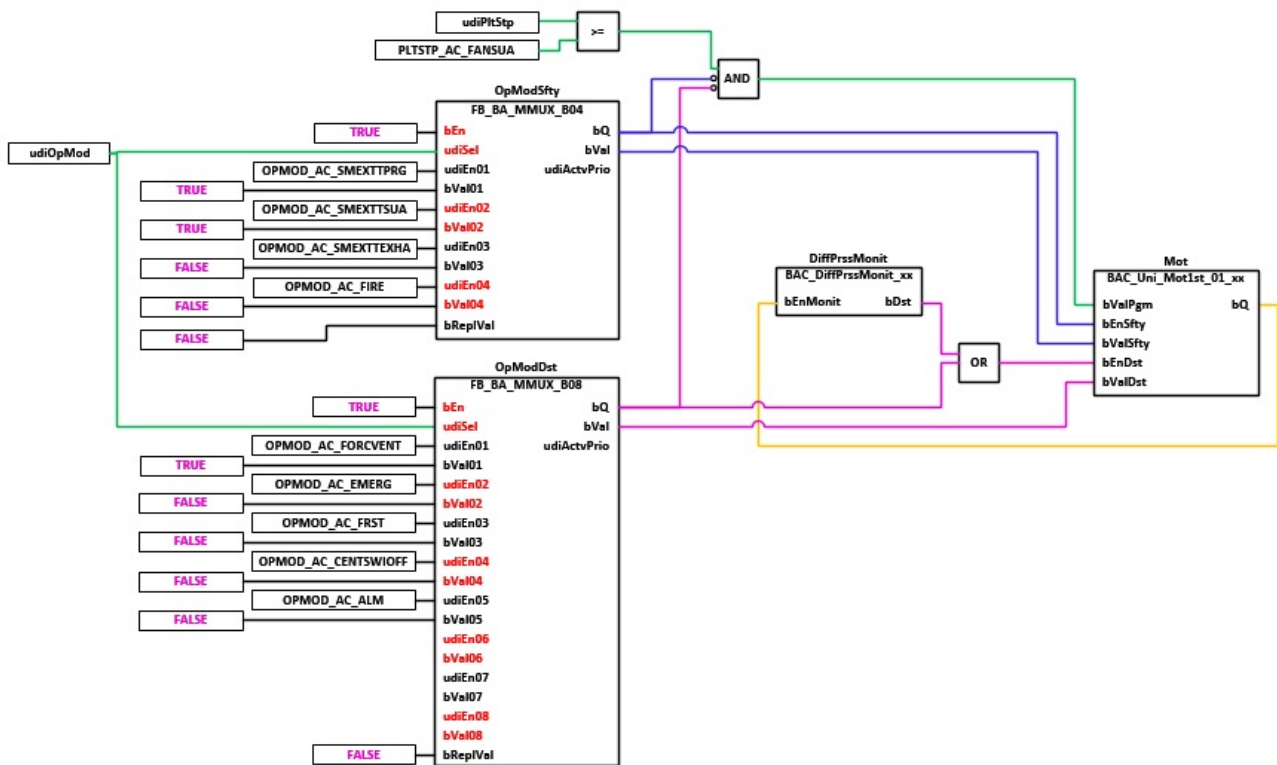 udiPltStp
>=
PLTSTP_AC_FANSUA
AND
OpModSfty
FB_BA_MMUX_B04
TRUE
bEn
bQ
udiOpMod
udiSel
bVal
OPMOD_AC_SMEXTTPRG
udiEn01
udiActvPrio
TRUE
bVal01
OPMOD_AC_SMEXTTSUA
udiEn02
TRUE
bVal02
OPMOD_AC_SMEXTTEXHA
udiEn03
FALSE
bVal03
OPMOD_AC_FIRE
udiEn04
FALSE
bVal04
FALSE
bReplVal
DiffPrssMonit
BAC_DiffPrssMonit_xx
bEnMonit
bDst
Mot
BAC_Uni_Mot1st_01_xx
bValPgm
bQ
bEnSfty
bValSfty
bEnDst
bValDst
OR
OpModDst
FB_BA_MMUX_B08
TRUE
bEn
bQ
udiSel
bVal
OPMOD_AC_FORCVENT
udiEn01
udiActvPrio
TRUE
bVal01
OPMOD_AC_EMERG
udiEn02
FALSE
bVal02
OPMOD_AC_FRST
udiEn03
FALSE
bVal03
OPMOD_AC_CENTSWIOFF
udiEn04
FALSE
bVal04
OPMOD_AC_ALM
udiEn05
FALSE
bVal05
udiEn06
bVal06
udiEn07
bVal07
udiEn08
bVal08
FALSE
bReplVal